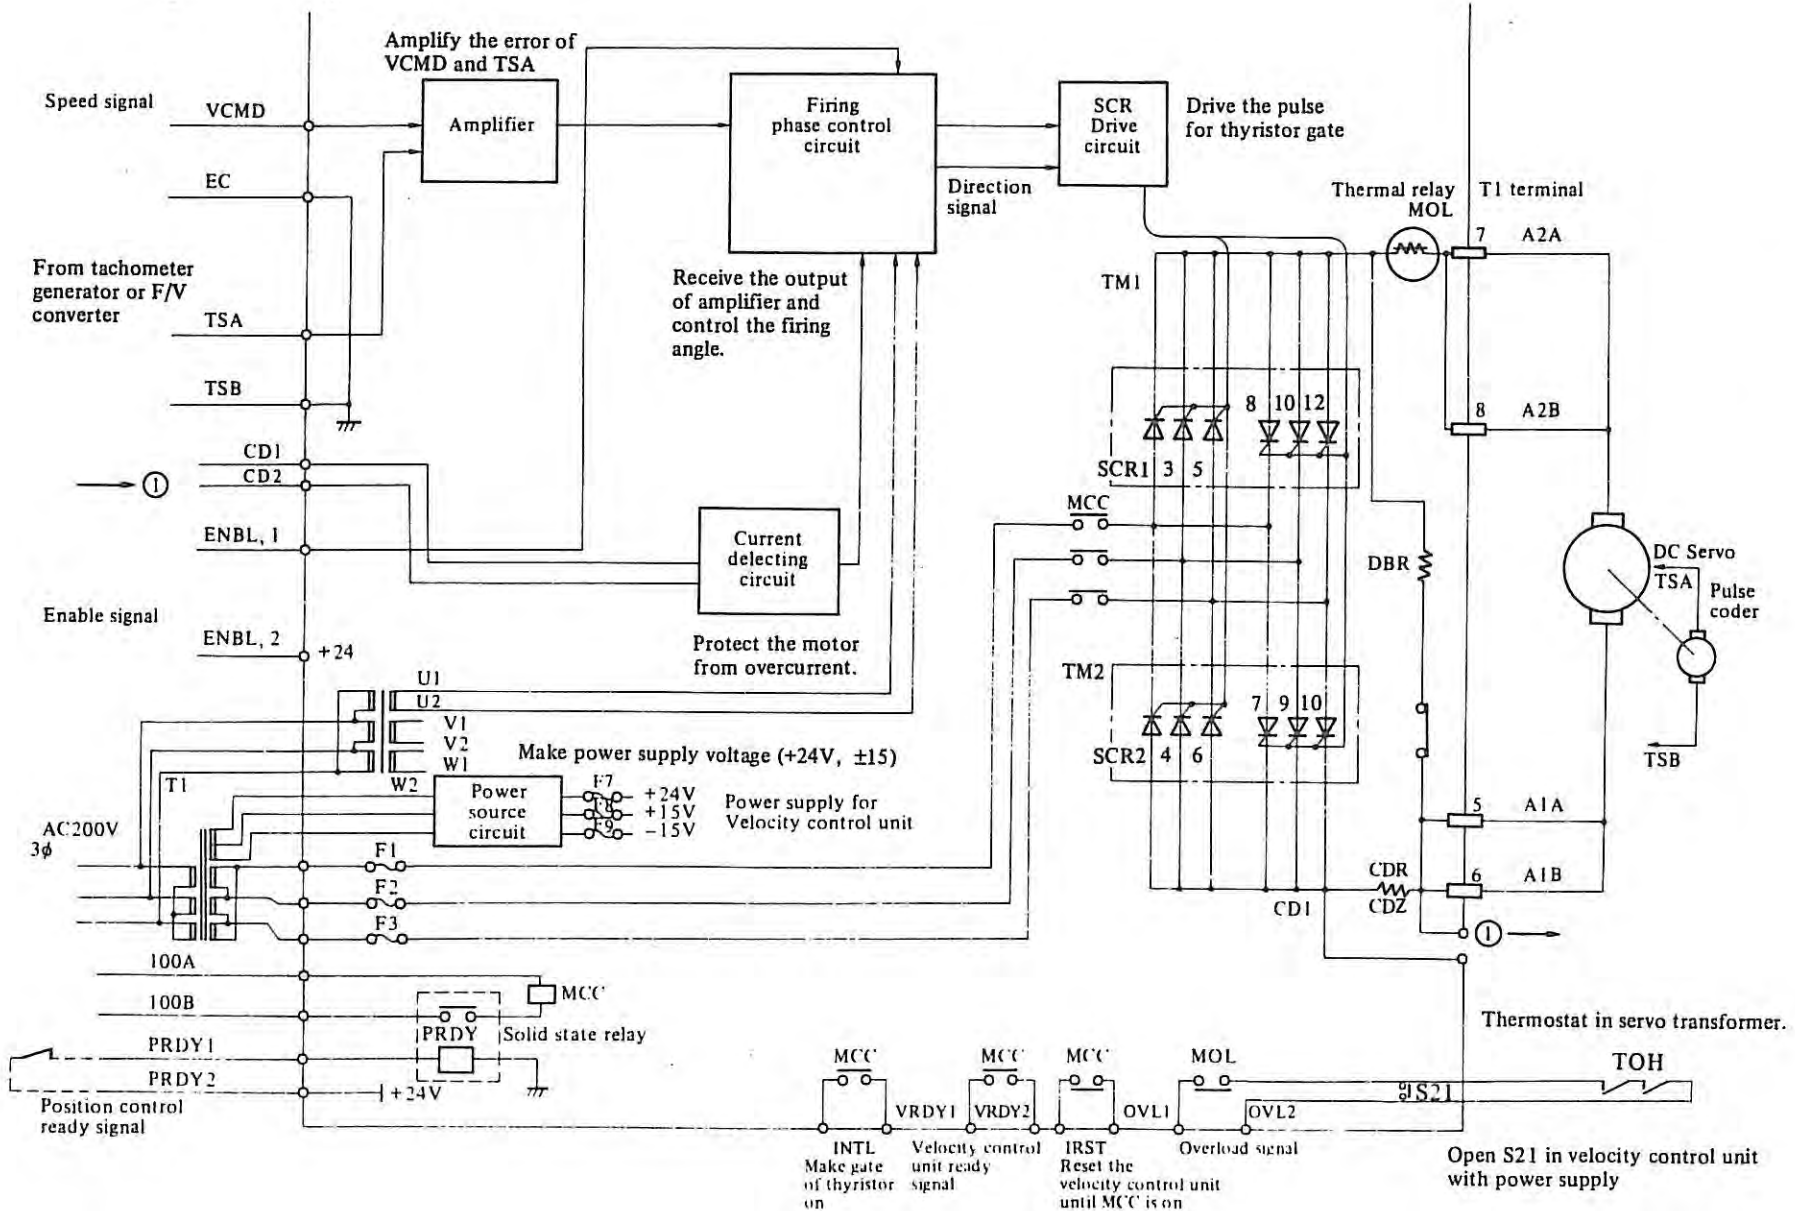 Amplify the error of
VCMD and TSA
Speed signal
VCMD
Amplifier
Firing
phase control
circuit
SCR
Drive
circuit
Drive the pulse
for thyristor gate
EC
Direction
signal
Thermal relay
MOL
T1 terminal
7
A2A
From tachometer
generator or F/V
converter
TSA
Receive the output
of amplifier and
control the firing
angle.
TM1
TSB
8 10 12
8
A2B
SCR1 3 5
CD1
CD2
1
MCC
ENBL, 1
Current
delecting
circuit
DBR
DC Servo
TSA
Pulse
coder
Enable signal
ENBL, 2
+24
Protect the motor
from overcurrent.
TM2
U1
U2
V1
V2
W1
W2
7 9 10
SCR2 4 6
TSB
T1
Make power supply voltage (+24V, ±15)
Power
source
circuit
F7
F8
F9
+24V
+15V
−15V
Power supply for
Velocity control unit
AC200V
3ϕ
5
A1A
F1
F2
F3
CDR
CDZ
CD1
6
A1B
1
100A
100B
MCC
PRDY
Solid state relay
PRDY1
PRDY2
+24V
Position control
ready signal
Thermostat in servo transformer.
MCC
MCC
MCC
MOL
S21
TOH
VRDY1
VRDY2
OVL1
OVL2
INTL
Make gate
of thyristor
on
Velocity control
unit ready
signal
IRST
Reset the
velocity control unit
until MCC is on
Overload signal
Open S21 in velocity control unit
with power supply